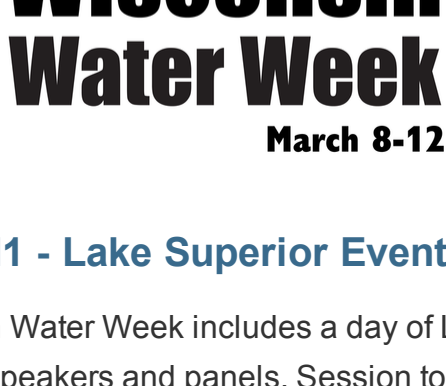 Wisconsin
Water Week
March 8-12
1 - Lake Superior Event
Water Week includes a day of L
peakers and panels. Session to